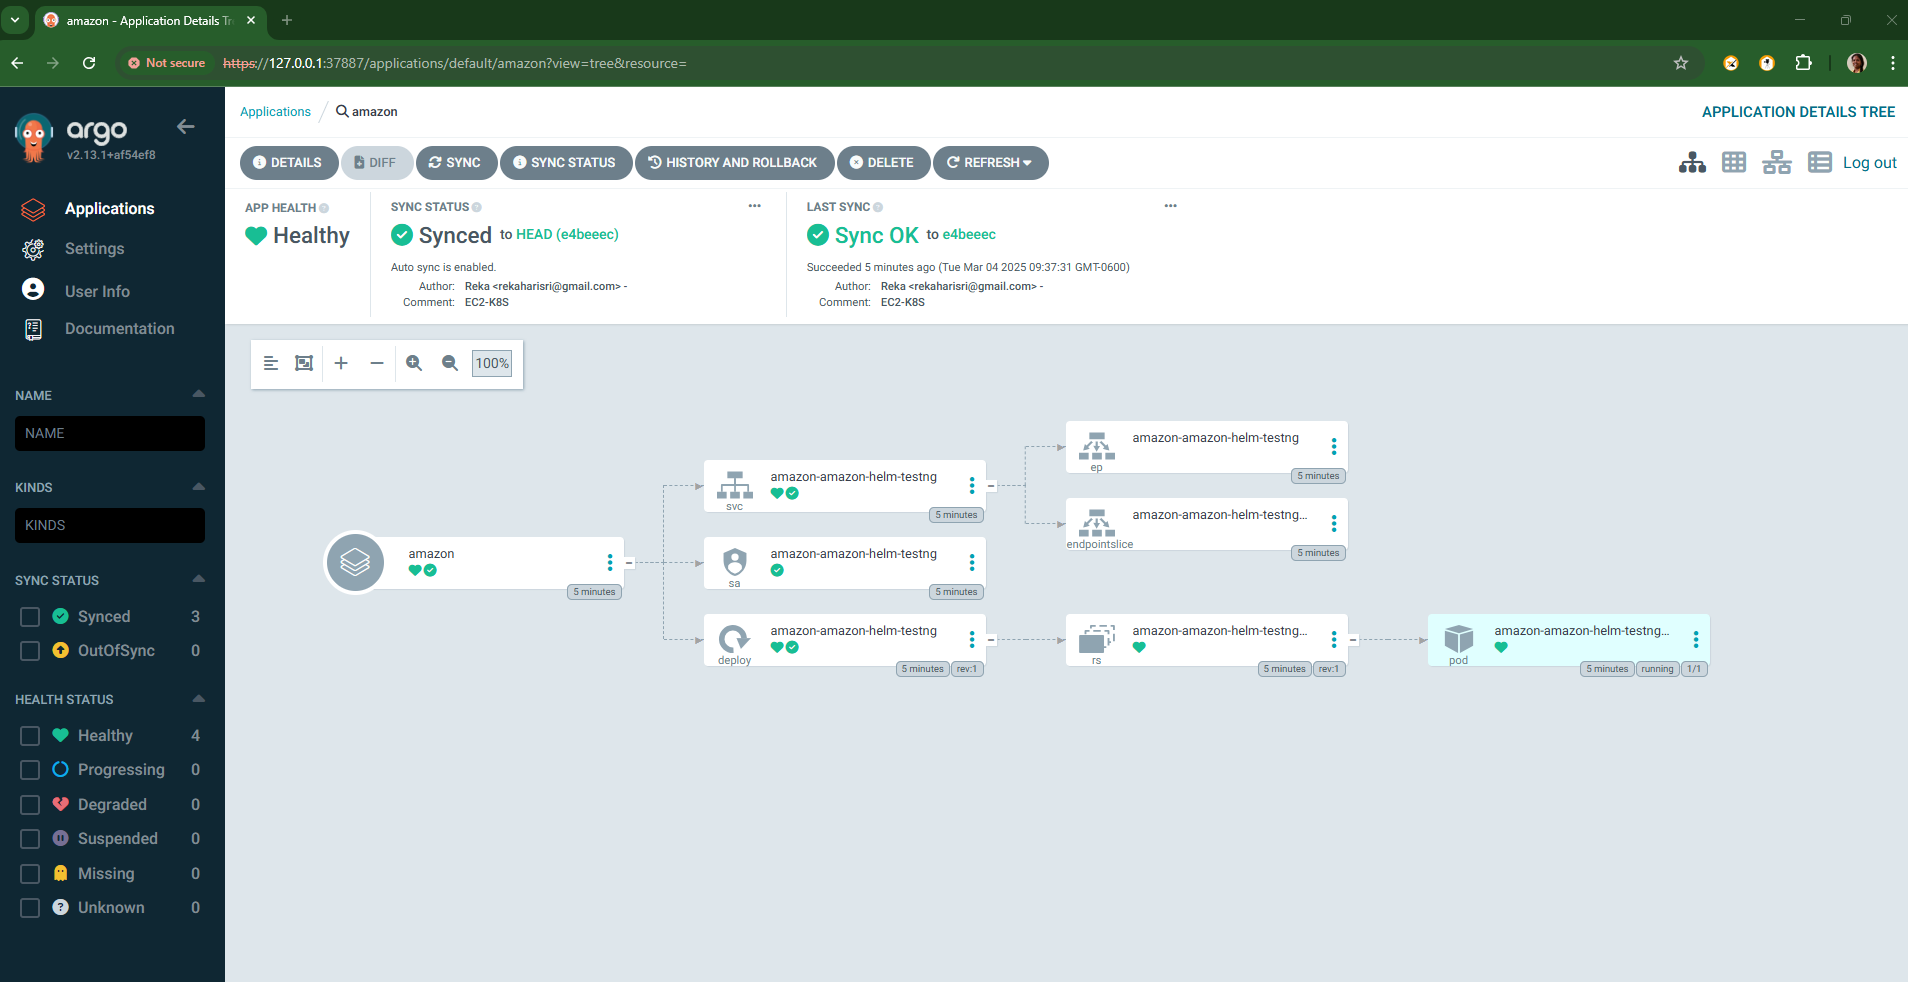 amazon - Application Details Tr
Not secure
https://127.0.0.1:37887/applications/default/amazon?view=tree&resource=
argo
v2.13.1+af54ef8
Applications
Settings
User Info
Documentation
NAME
NAME
KINDS
KINDS
SYNC STATUS
Synced 3
OutOfSync 0
HEALTH STATUS
Healthy 4
Progressing 0
Degraded 0
Suspended 0
Missing 0
Unknown 0
Applications / amazon
APPLICATION DETAILS TREE
DETAILS DIFF SYNC SYNC STATUS HISTORY AND ROLLBACK DELETE REFRESH
Log out
APP HEALTH
Healthy
SYNC STATUS
Synced to HEAD (e4beeec)
Auto sync is enabled.
Author: Reka <rekaharisri@gmail.com> -
Comment: EC2-K8S
LAST SYNC
Sync OK to e4beeec
Succeeded 5 minutes ago (Tue Mar 04 2025 09:37:31 GMT-0600)
Author: Reka <rekaharisri@gmail.com> -
Comment: EC2-K8S
100%
amazon
5 minutes
amazon-amazon-helm-testng
svc
5 minutes
amazon-amazon-helm-testng
sa
5 minutes
amazon-amazon-helm-testng
deploy
5 minutes rev:1
amazon-amazon-helm-testng
ep
5 minutes
amazon-amazon-helm-testng...
endpointslice
5 minutes
amazon-amazon-helm-testng...
rs
5 minutes rev:1
amazon-amazon-helm-testng...
pod
5 minutes running 1/1